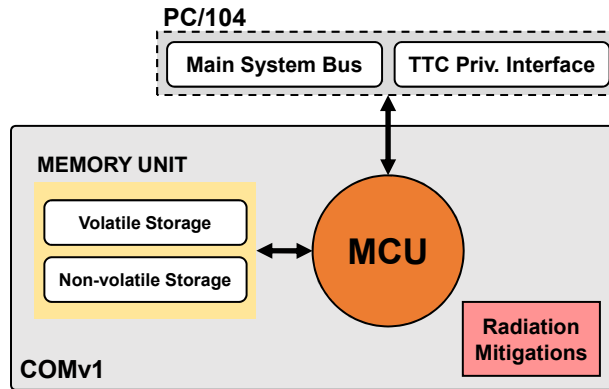 PC/104
Main System Bus
TTC Priv. Interface
MEMORY UNIT
Volatile Storage
Non-volatile Storage
MCU
Radiation
Mitigations
COMv1